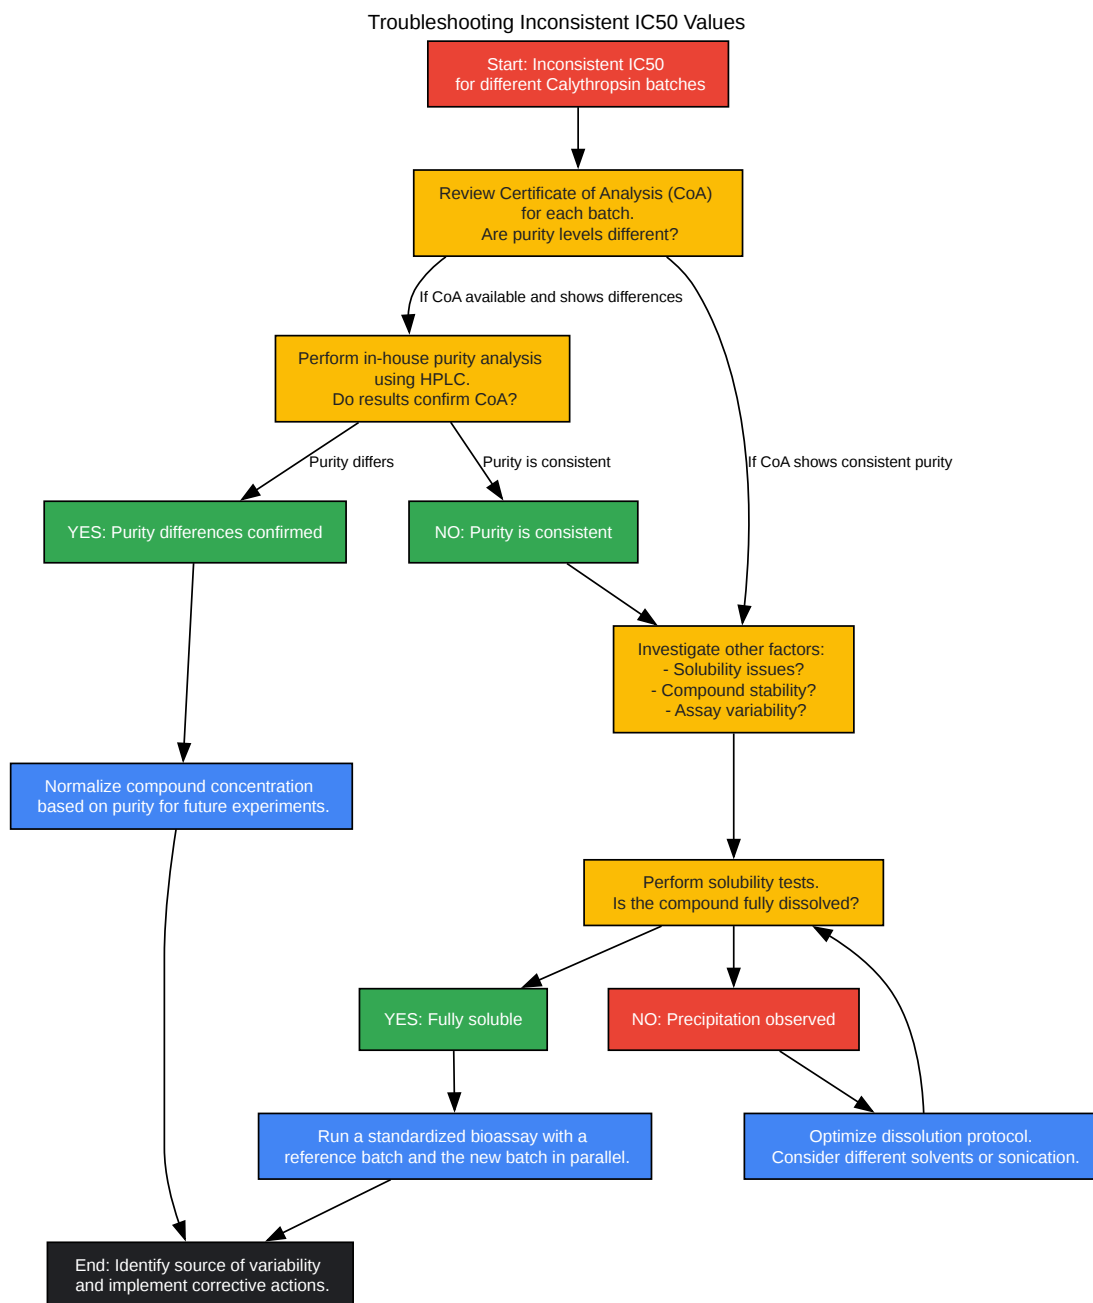 Troubleshooting Inconsistent IC50 Values
Start: Inconsistent IC50
for different Calythropsin batches
Review Certificate of Analysis (CoA)
for each batch.
Are purity levels different?
If CoA available and shows differences
Perform in-house purity analysis
using HPLC.
Do results confirm CoA?
Purity differs
Purity is consistent
If CoA shows consistent purity
YES: Purity differences confirmed
NO: Purity is consistent
Investigate other factors:
- Solubility issues?
- Compound stability?
- Assay variability?
Normalize compound concentration
based on purity for future experiments.
Perform solubility tests.
Is the compound fully dissolved?
YES: Fully soluble
NO: Precipitation observed
Run a standardized bioassay with a
reference batch and the new batch in parallel.
Optimize dissolution protocol.
Consider different solvents or sonication.
End: Identify source of variability
and implement corrective actions.